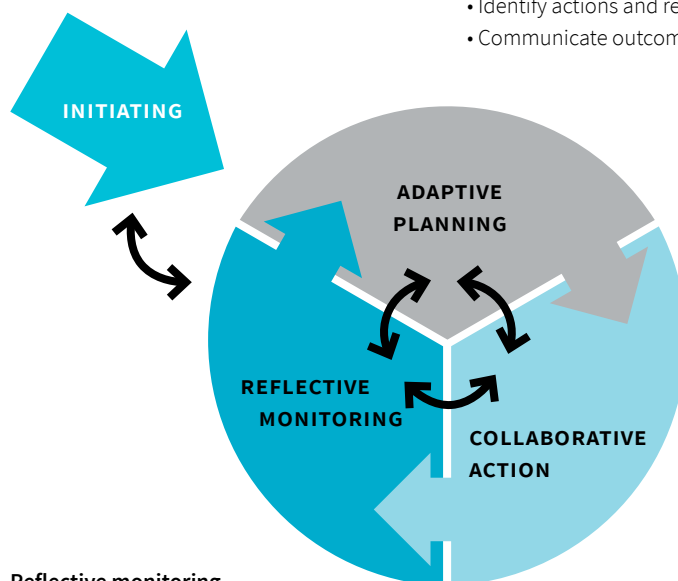 • Identify actions and re
• Communicate outcom
INITIATING
ADAPTIVE
PLANNING
REFLECTIVE
MONITORING
COLLABORATIVE
ACTION
Reflective monitoring